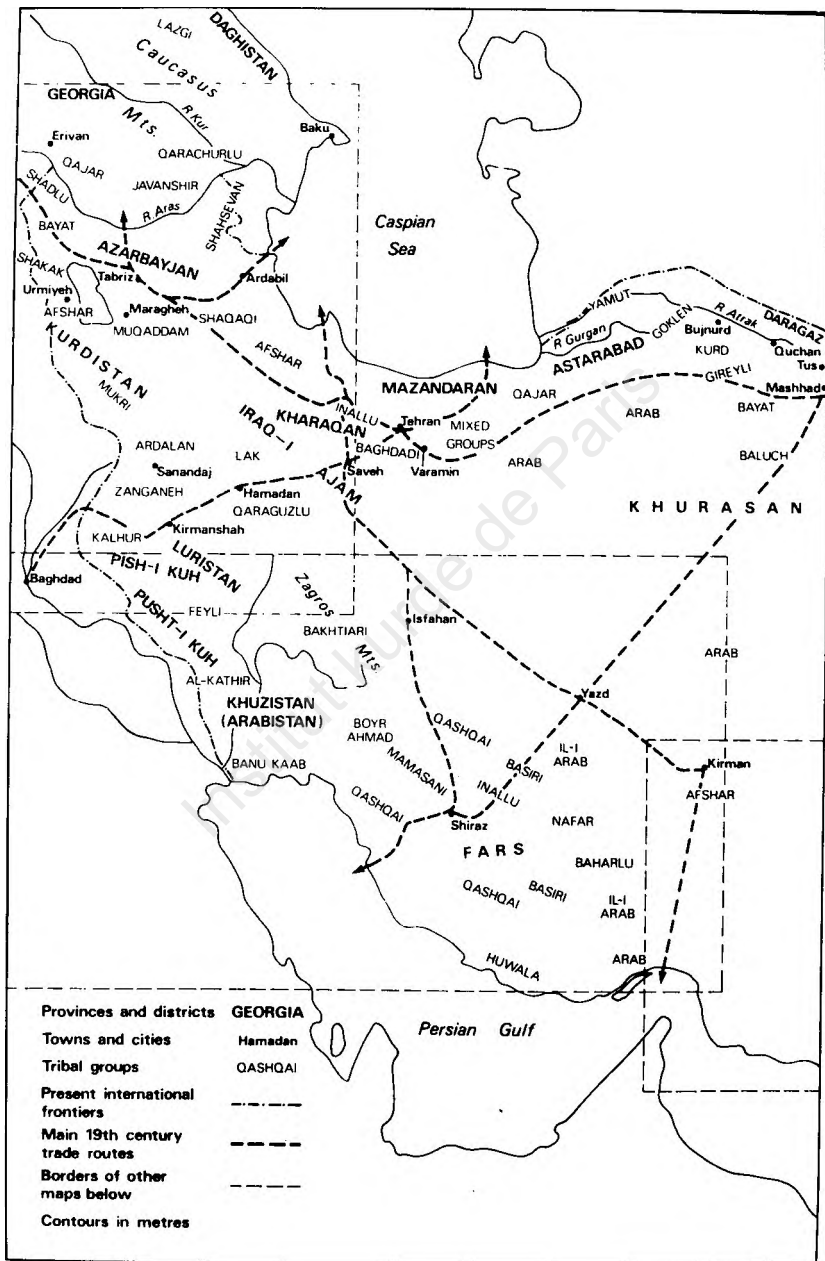 LAZGI
DAGHISTAN
Caucasus
Mts.
GEORGIA
R Kur
Erivan
Baku
QARACHURLU
QAJAR
SHADLU
JAVANSHIR
R Aras
SHAHSEVAN
BAYAT
AZARBAYJAN
SHAKAK
Tabriz
Ardabil
Urmiyeh
AFSHAR
Maragheh
MUQADDAM
SHAQAQI
AFSHAR
Caspian
Sea
YAMUT
R Gurgan
GOKLEN
R Atrak
DARAGAZ
Bujnurd
KURD
Quchan
Tus
ASTARABAD
GIREYLI
Mashhad
KURDISTAN
MUKRI
MAZANDARAN
QAJAR
ARAB
BAYAT
KHARAQAN
INALLU
Tehran
MIXED
GROUPS
IRAQ-I
AJAM
BAGHDADI
Varamin
ARAB
BALUCH
ARDALAN
Sanandaj
LAK
Saveh
ZANGANEH
Hamadan
QARAGUZLU
KHURASAN
KALHUR
Kirmanshah
LURISTAN
PISH-I KUH
Baghdad
PUSHT-I KUH
FEYLI
Zagros
Mts.
BAKHTIARI
Isfahan
ARAB
AL-KATHIR
KHUZISTAN
(ARABISTAN)
Yazd
BOYR
AHMAD
QASHQAI
IL-I
ARAB
BASIRI
BANU KAAB
MAMASANI
INALLU
Kirman
AFSHAR
QASHQAI
Shiraz
NAFAR
FARS
BAHARLU
QASHQAI
BASIRI
IL-I
ARAB
HUWALA
ARAB
Persian Gulf
Institut kurde de Paris
Provinces and districts GEORGIA
Towns and cities Hamadan
Tribal groups QASHQAI
Present international
frontiers
Main 19th century
trade routes
Borders of other
maps below
Contours in metres